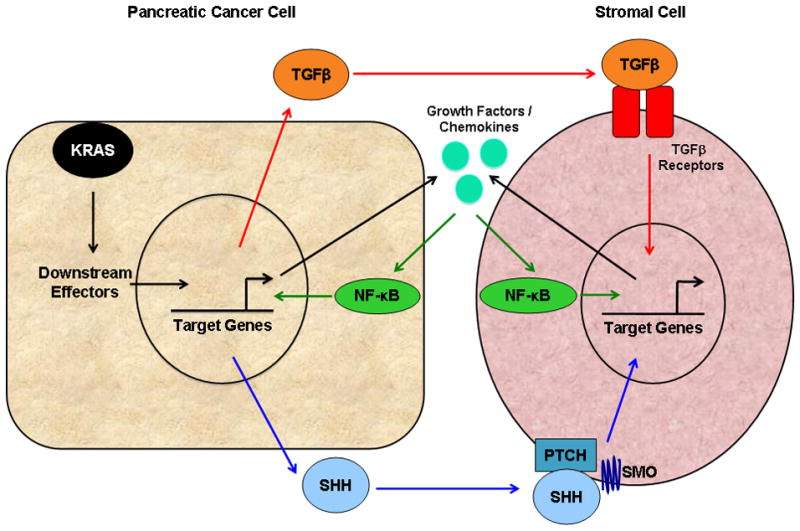 Pancreatic Cancer Cell
Stromal Cell
TGFβ
TGFβ
Growth Factors /
Chemokines
KRAS
TGFβ
Receptors
Downstream
Effectors
NF-κB
NF-κB
Target Genes
Target Genes
PTCH
SMO
SHH
SHH